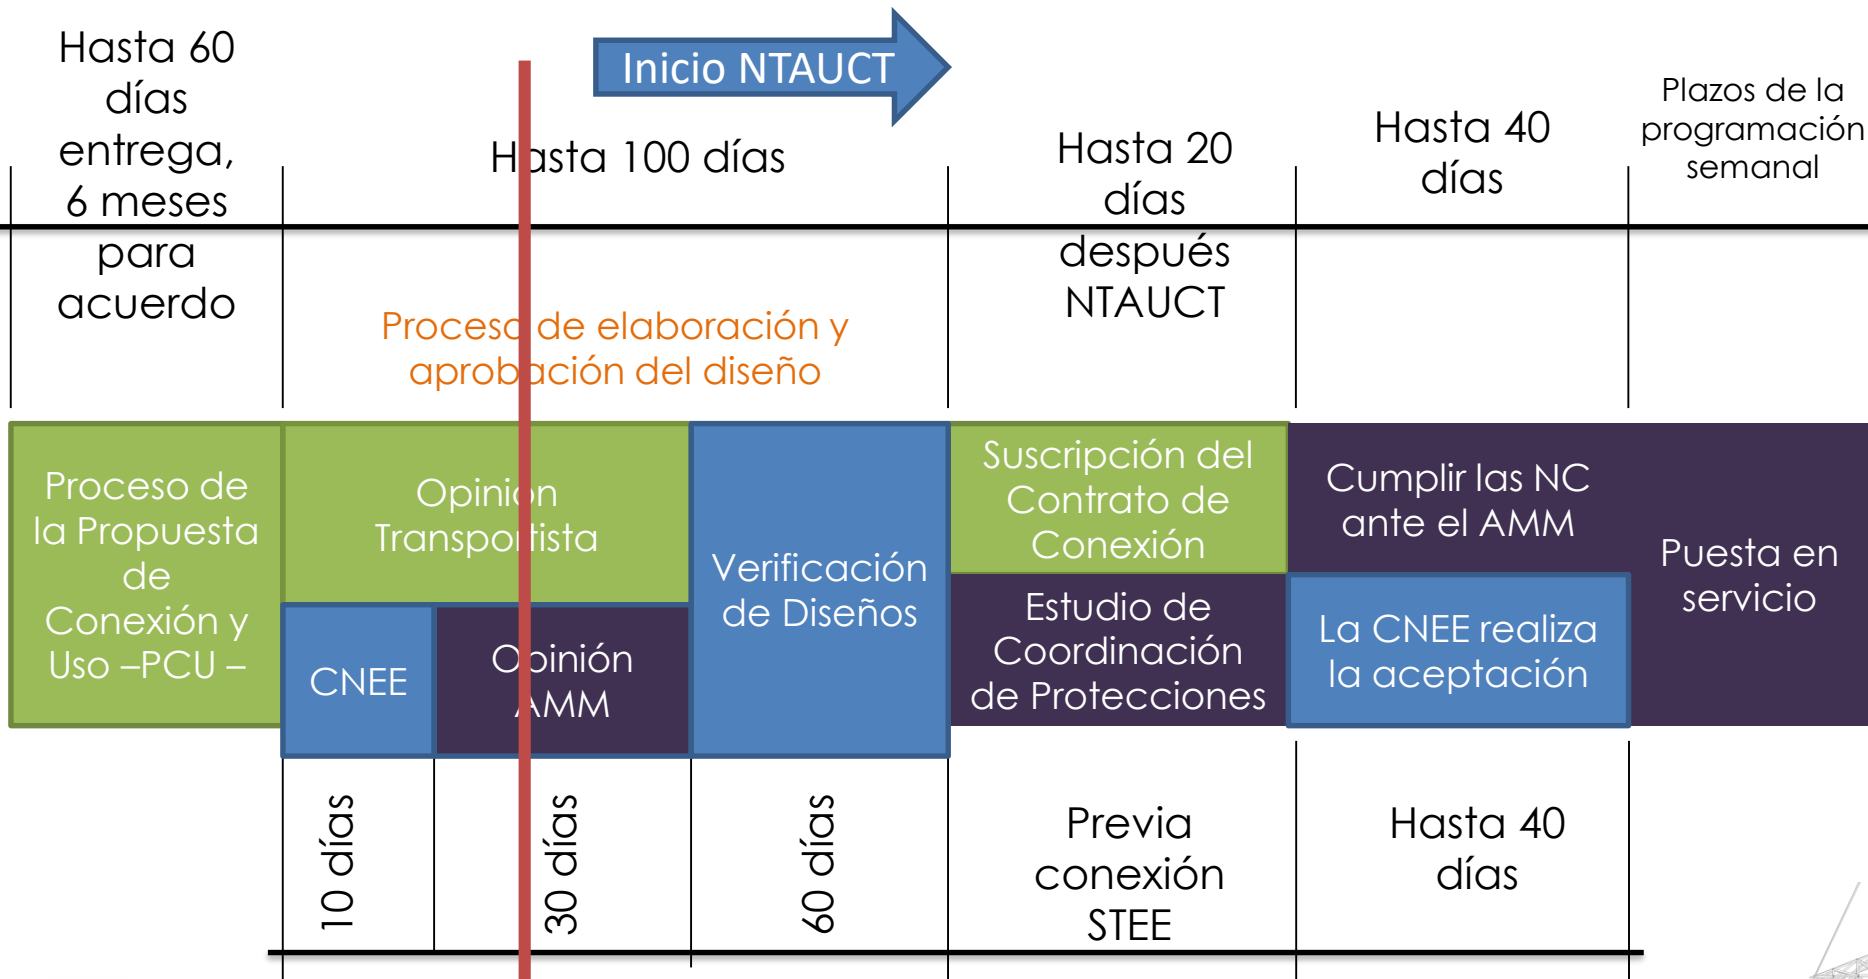 Hasta 60
días
entrega,
6 meses
para
acuerdo
Inicio NTAUCT
Hasta 100 días
Hasta 20
días
después
NTAUCT
Hasta 40
días
Plazos de la
programación
semanal
Proceso de elaboración y
aprobación del diseño
Proceso de
la Propuesta
de
Conexión y
Uso –PCU –
Opinión
Transportista
CNEE
Opinión
AMM
Verificación
de Diseños
Suscripción del
Contrato de
Conexión
Estudio de
Coordinación
de Protecciones
Cumplir las NC
ante el AMM
La CNEE realiza
la aceptación
Puesta en
servicio
10 días
30 días
60 días
Previa
conexión
STEE
Hasta 40
días